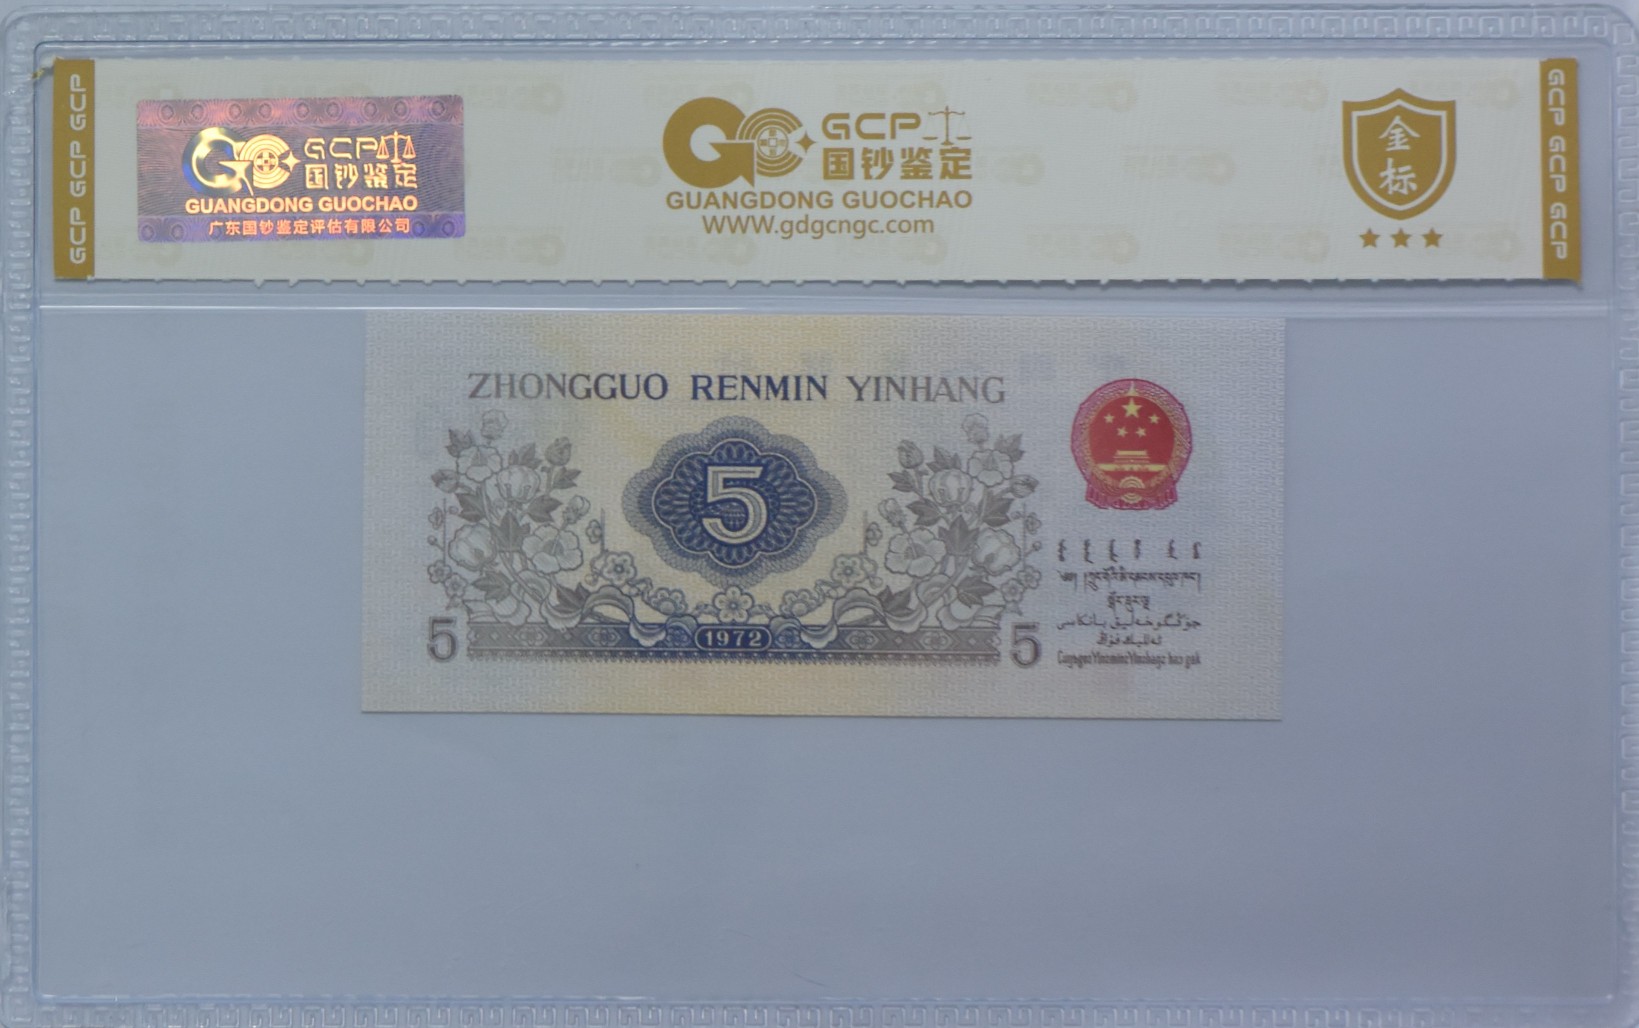 GCP GCP GCP
GCP 国钞鉴定
GUANGDONG GUOCHAO
广东国钞鉴定评估有限公司
GCP
国钞鉴定
GUANGDONG GUOCHAO
WWW.gdgcngc.com
金标
GCP GCP GCP
ZHONGGUO RENMIN YINHANG
5
1972
5
5